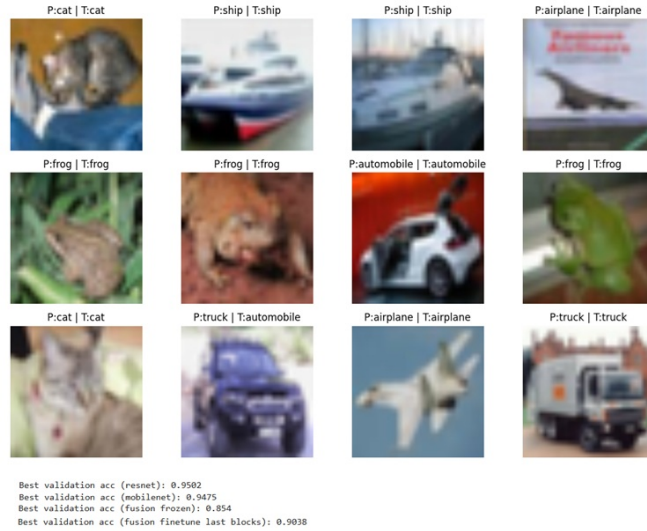 P:cat | T:cat
P:ship | T:ship
P:ship | T:ship
P:airplane | T:airplane
Famous
Airliners
P:frog | T:frog
P:frog | T:frog
P:automobile | T:automobile
P:frog | T:frog
P:cat | T:cat
P:truck | T:automobile
P:airplane | T:airplane
P:truck | T:truck
Best validation acc (resnet): 0.9502
Best validation acc (mobilenet): 0.9475
Best validation acc (fusion frozen): 0.854
Best validation acc (fusion finetune last blocks): 0.9038